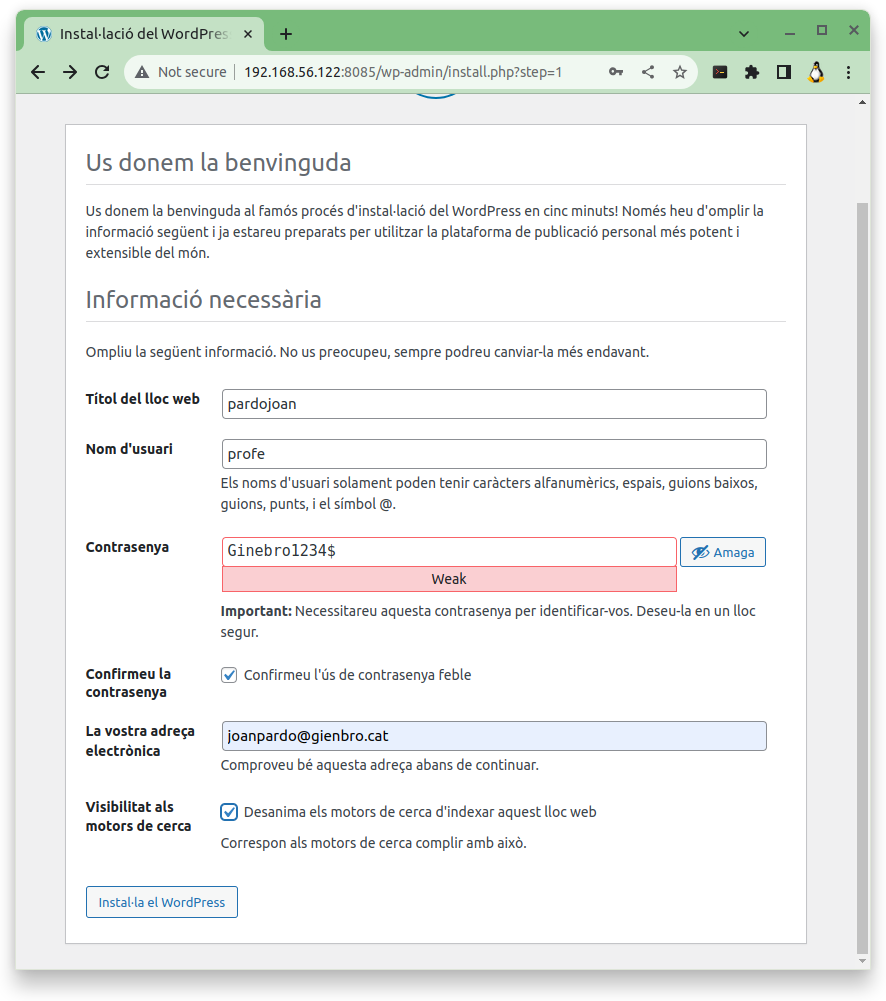 Instal·lació del WordPres
Not secure
192.168.56.122:8085/wp-admin/install.php?step=1
Us donem la benvinguda
Us donem la benvinguda al famós procés d'instal·lació del WordPress en cinc minuts! Només heu d'omplir la
informació següent i ja estareu preparats per utilitzar la plataforma de publicació personal més potent i
extensible del món.
Informació necessària
Ompliu la següent informació. No us preocupeu, sempre podreu canviar-la més endavant.
Títol del lloc web
pardojoan
Nom d'usuari
profe
Els noms d'usuari solament poden tenir caràcters alfanumèrics, espais, guions baixos,
guions, punts, i el símbol @.
Contrasenya
Ginebro1234$
Amaga
Weak
Important: Necessitareu aquesta contrasenya per identificar-vos. Deseu-la en un lloc
segur.
Confirmeu la
contrasenya
Confirmeu l'ús de contrasenya feble
La vostra adreça
electrònica
joanpardo@gienbro.cat
Comproveu bé aquesta adreça abans de continuar.
Visibilitat als
motors de cerca
Desanima els motors de cerca d'indexar aquest lloc web
Correspon als motors de cerca complir amb això.
Instal·la el WordPress